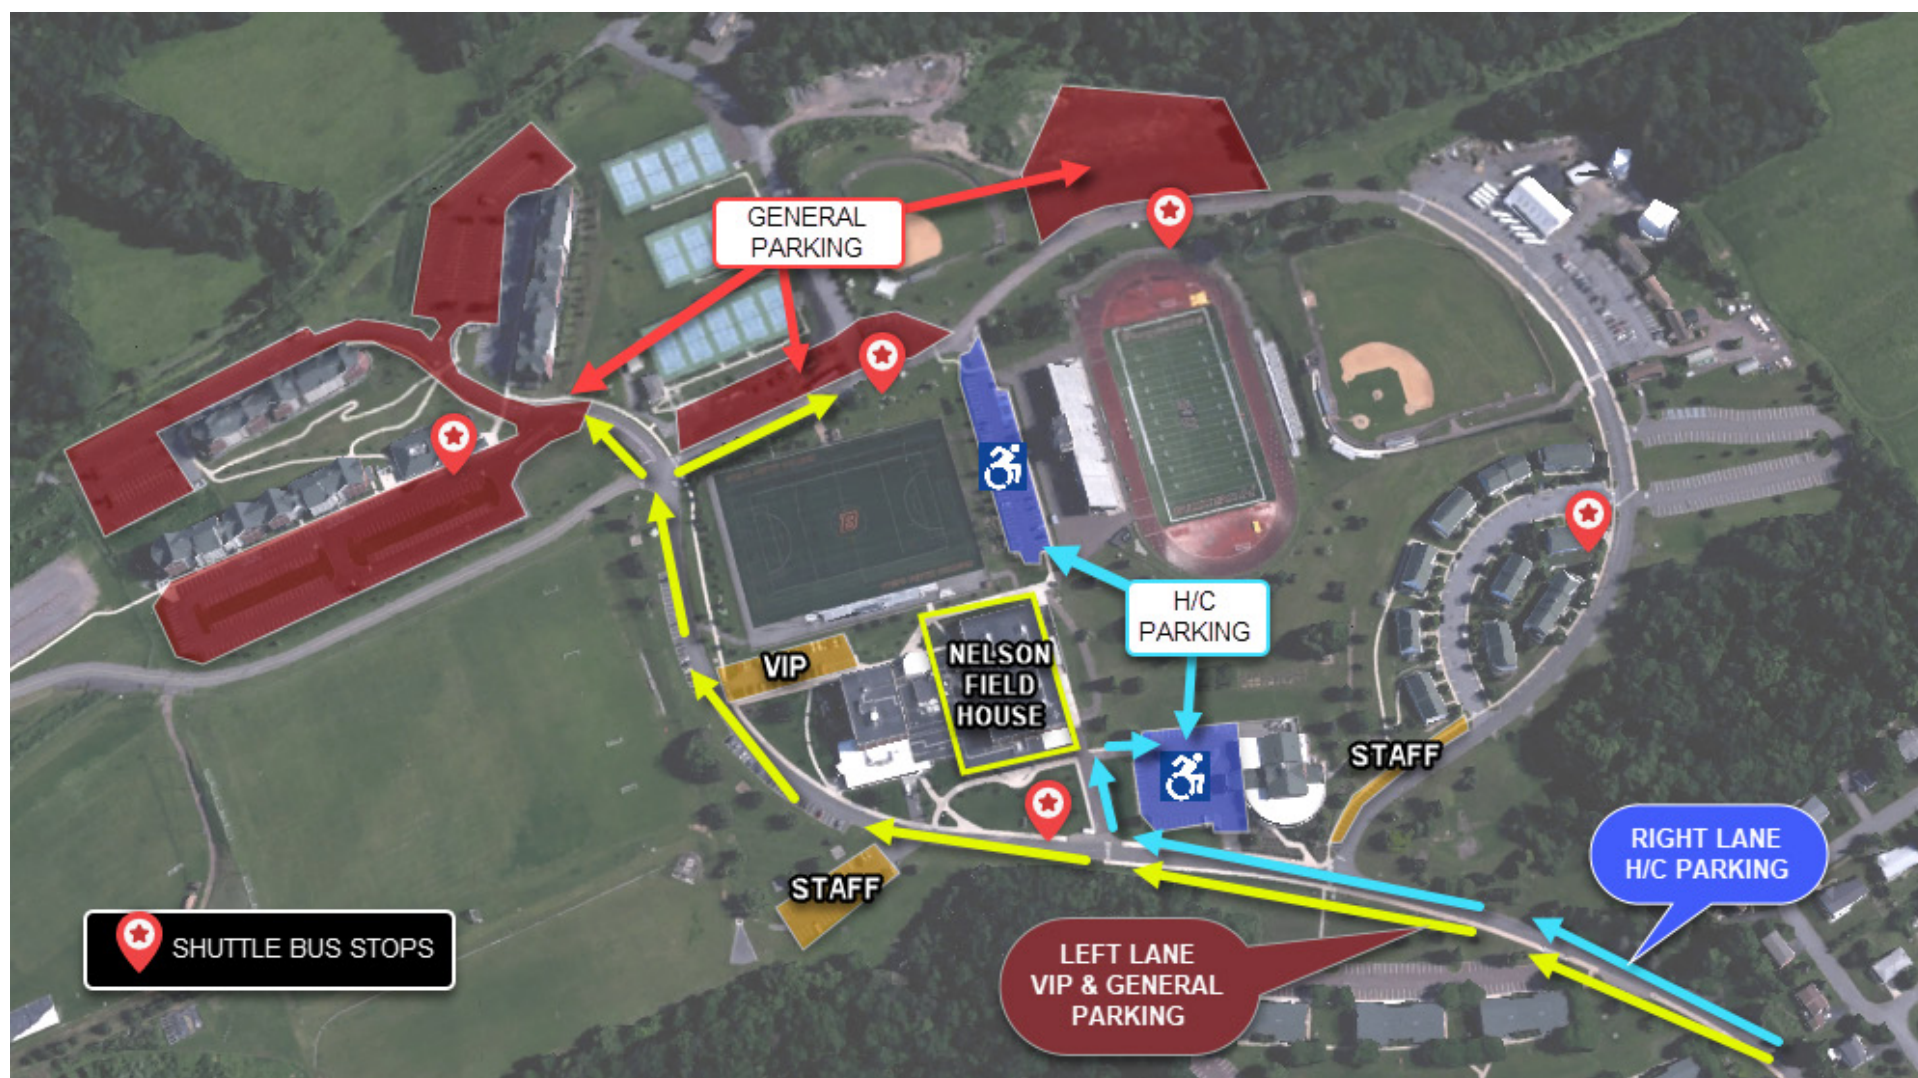 GENERAL
PARKING
H/C
PARKING
NELSON
FIELD
HOUSE
VIP
STAFF
STAFF
RIGHT LANE
H/C PARKING
LEFT LANE
VIP & GENERAL
PARKING
SHUTTLE BUS STOPS